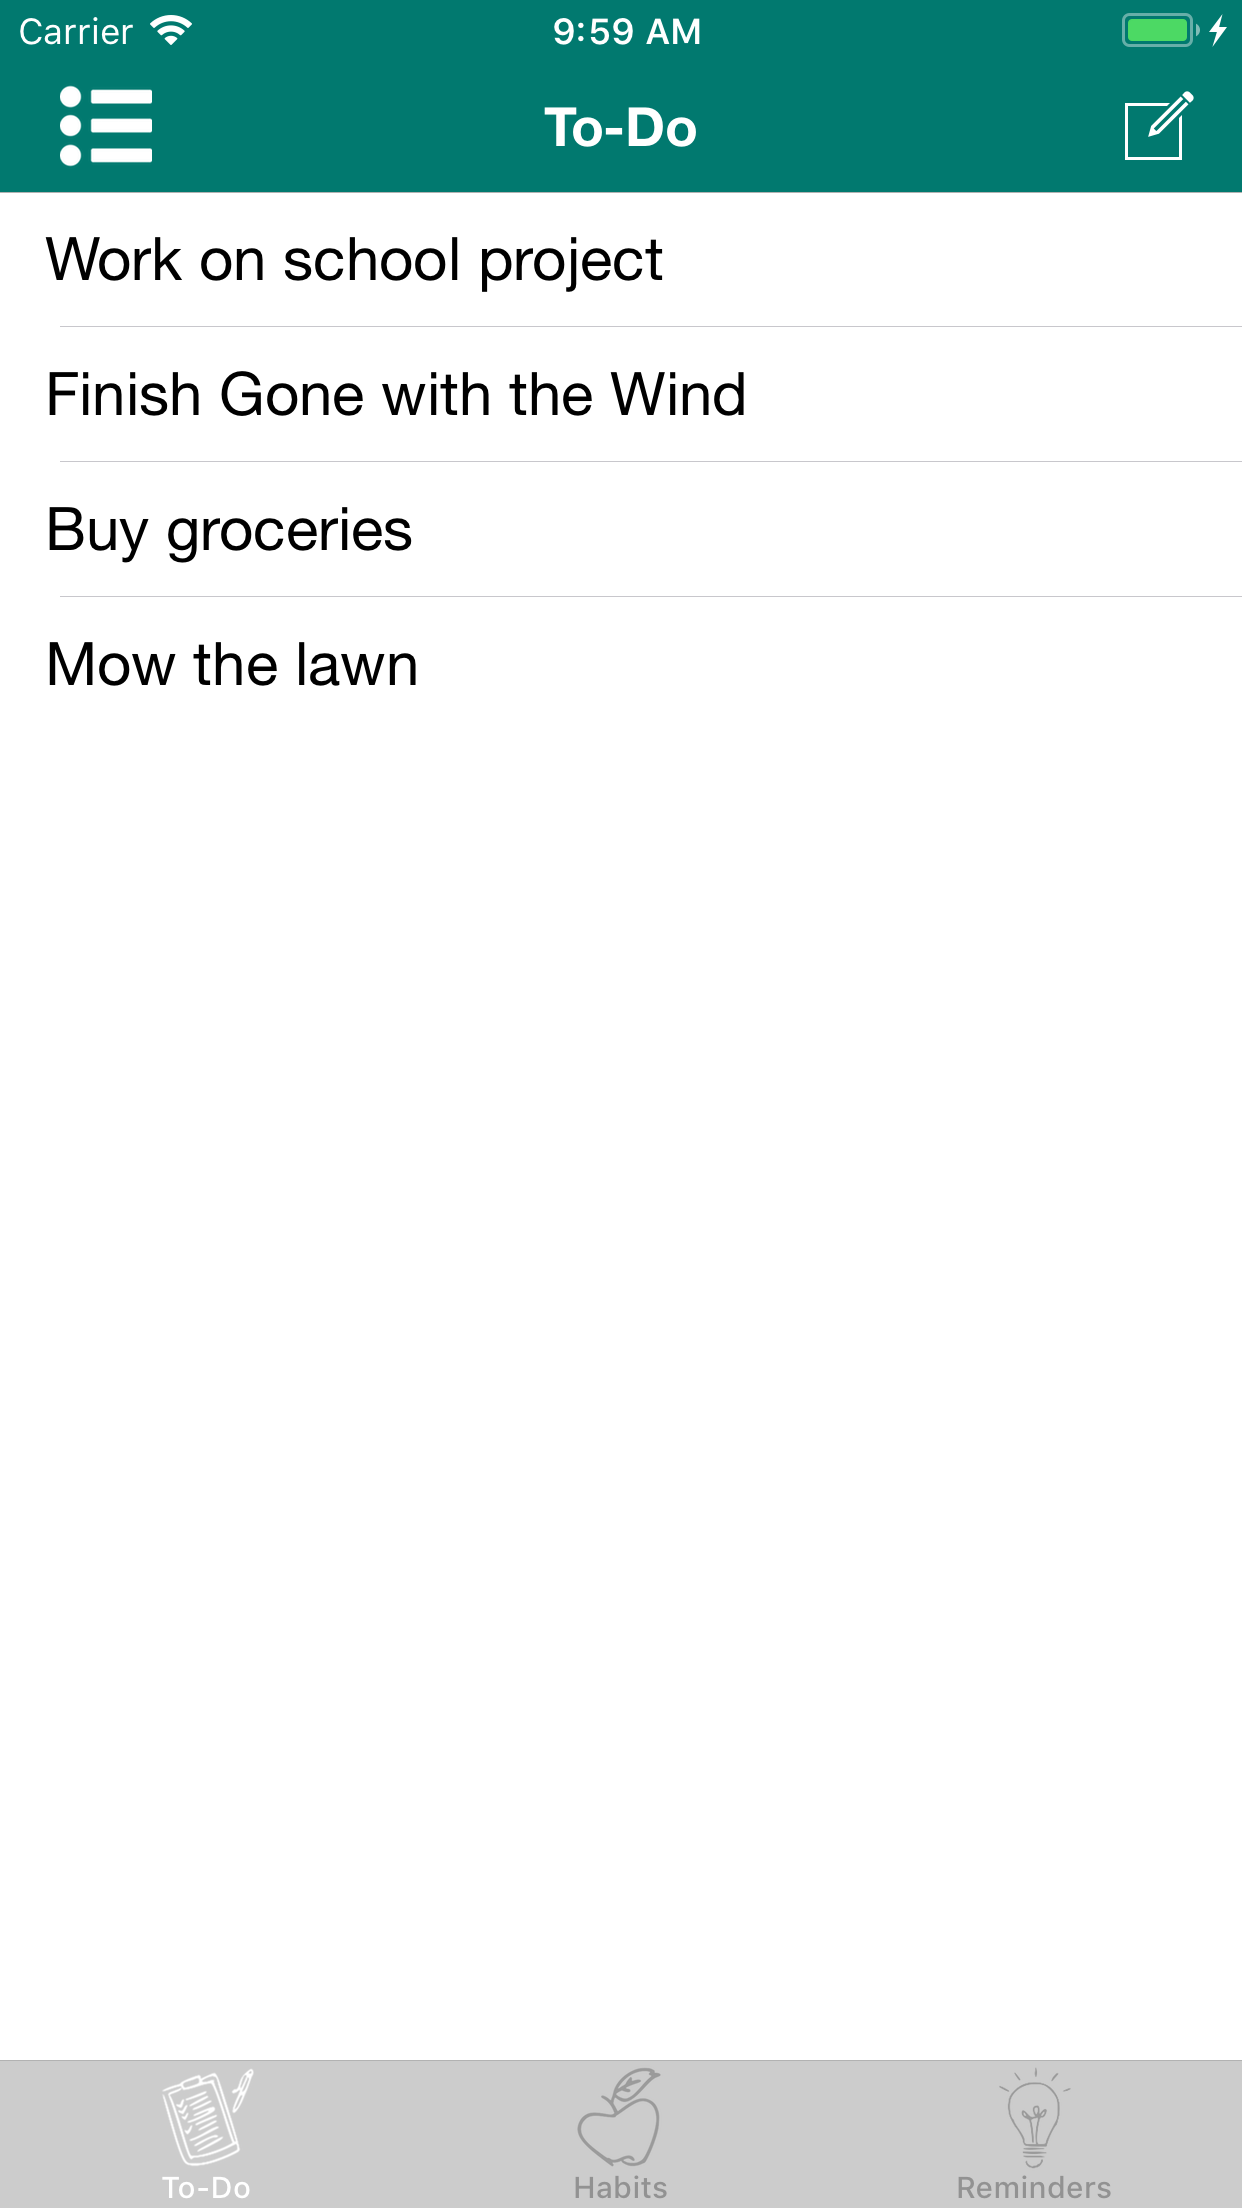 Carrier 9:59 AM
To-Do
Work on school project
Finish Gone with the Wind
Buy groceries
Mow the lawn
To-Do Habits Reminders